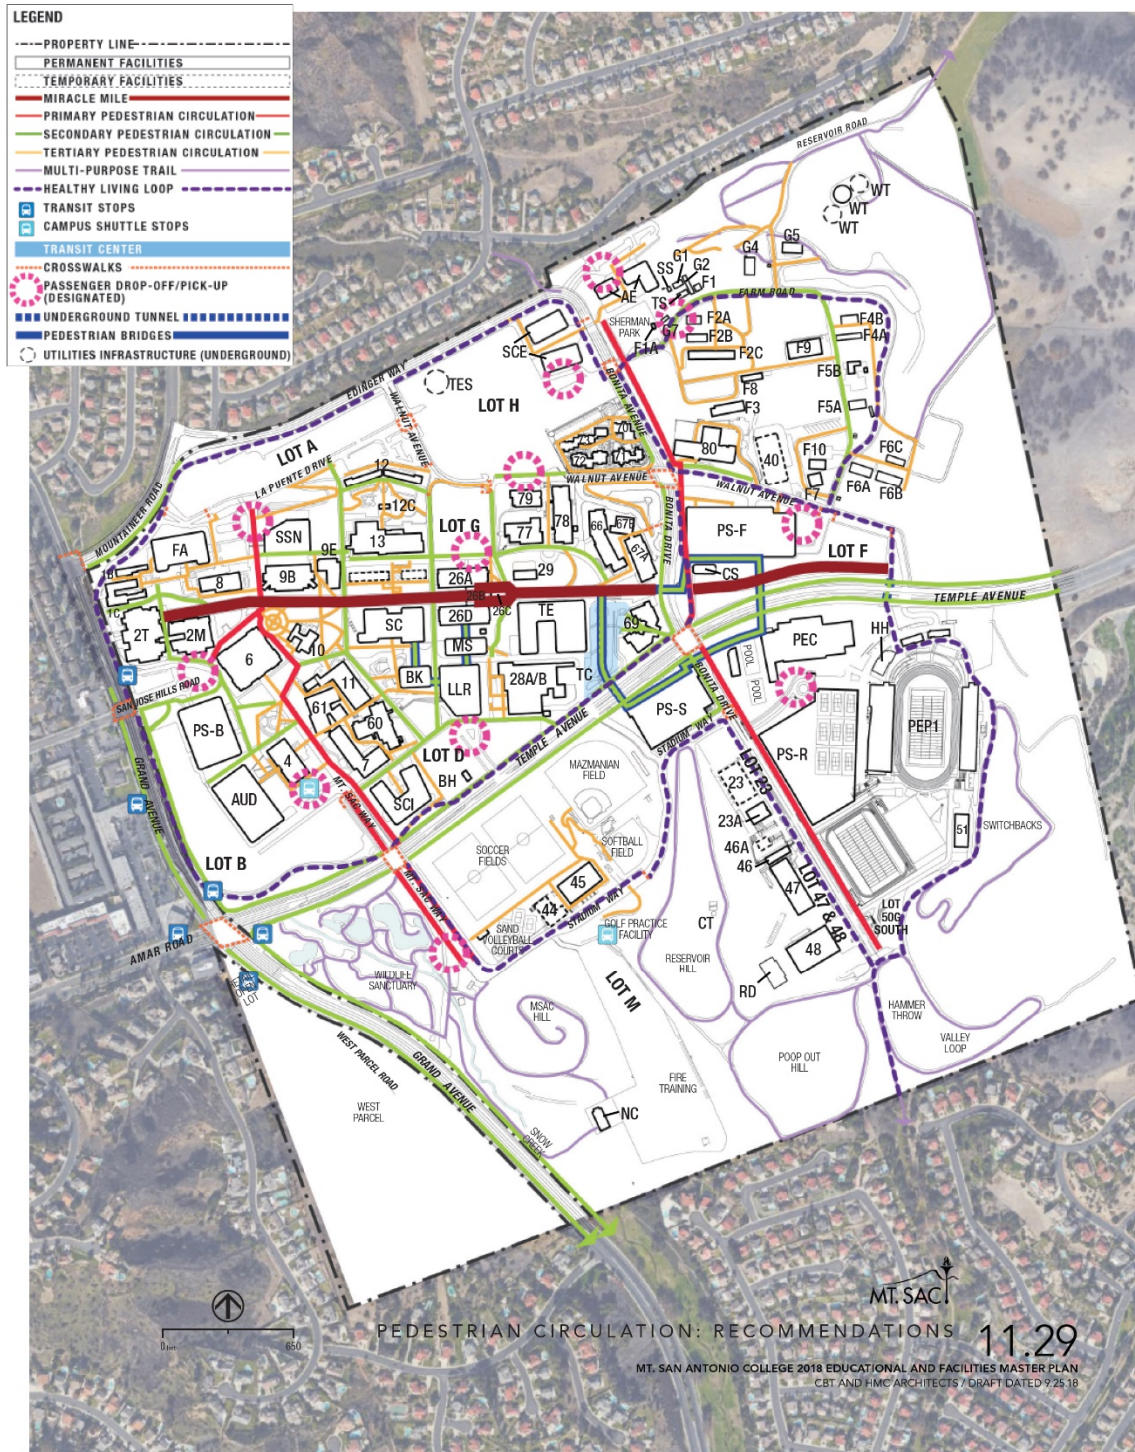 LEGEND
PROPERTY LINE
PERMANENT FACILITIES
TEMPORARY FACILITIES
MIRACLE MILE
PRIMARY PEDESTRIAN CIRCULATION
SECONDARY PEDESTRIAN CIRCULATION
TERTIARY PEDESTRIAN CIRCULATION
MULTI-PURPOSE TRAIL
HEALTHY LIVING LOOP
TRANSIT STOPS
CAMPUS SHUTTLE STOPS
TRANSIT CENTER
CROSSWALKS
PASSENGER DROP-OFF/PICK-UP
(DESIGNATED)
UNDERGROUND TUNNEL
PEDESTRIAN BRIDGES
UTILITIES INFRASTRUCTURE (UNDERGROUND)
RESERVOIR ROAD
WT
WT
WT
G4
G5
G1
SS
G2
F1
AE
TS
FARM ROAD
SHERMAN
PARK
G7
F1A
F2A
F2B
F2C
F4B
F4A
F9
F5B
SCE
TES
EDINGER WAY
WALNUT AVENUE
LOT H
BONITA AVENUE
F8
F3
F5A
73
70
72
71
80
40
F10
F7
F6C
F6A
F6B
LOT A
LA PUENTE DRIVE
MOUNTAINEER ROAD
12
12C
WALNUT AVENUE
WALNUT AVENUE
79
78
77
LOT G
66
67B
67A
BONITA DRIVE
PS-F
LOT F
FA
SSN
13
9E
9B
8
26A
29
CS
26B
26C
26D
TE
TEMPLE AVENUE
1C
2T
2M
6
10
SC
MS
69
PEC
HH
BK
LLR
28A/B
TC
POOL
POOL
BONITA DRIVE
SAN JOSE HILLS ROAD
PS-B
11
61
60
7
4
LOT D
TEMPLE AVENUE
PS-S
STADIUM WAY
PEP1
PS-R
GRAND AVENUE
AUD
MT. SAC WAY
SCI
BH
MAZMANIAN
FIELD
LOT 23
23
23A
46A
46
47
LOT 47 & 48
51
SWITCHBACKS
LOT B
SOCCER
FIELDS
SOFTBALL
FIELD
45
44
STADIUM WAY
MT. SAC WAY
SAND
VOLLEYBALL
COURTS
GOLF PRACTICE
FACILITY
CT
LOT
50G
SOUTH
48
AMAR ROAD
LOT
WILDLIFE
SANCTUARY
RESERVOIR
HILL
RD
LOT M
MSAC
HILL
HAMMER
THROW
VALLEY
LOOP
WEST PARCEL ROAD
GRAND AVENUE
WEST
PARCEL
POOP OUT
HILL
FIRE
TRAINING
NC
SNOW
CREEK
0 feet
650
MT. SAC
PEDESTRIAN CIRCULATION: RECOMMENDATIONS 11.29
MT. SAN ANTONIO COLLEGE 2018 EDUCATIONAL AND FACILITIES MASTER PLAN
CBT AND HMC ARCHITECTS / DRAFT DATED 9.25.18